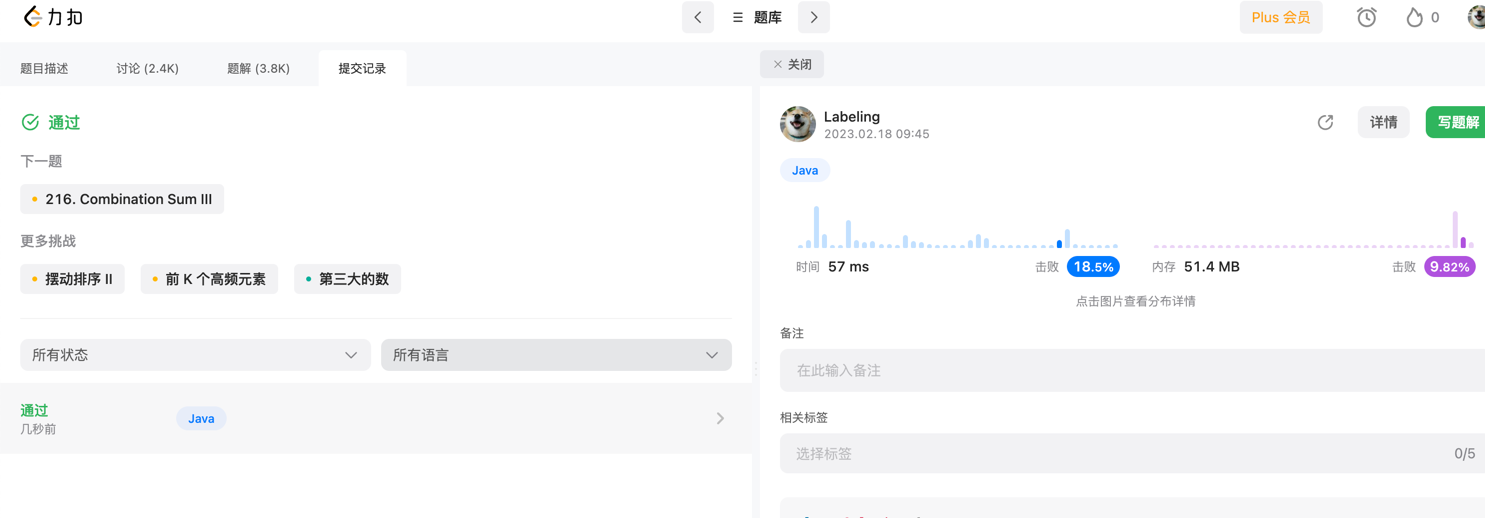 力扣
题库
Plus 会员
0
题目描述
讨论 (2.4K)
题解 (3.8K)
提交记录
关闭
通过
下一题
216. Combination Sum III
更多挑战
摆动排序 II
前 K 个高频元素
第三大的数
所有状态
所有语言
通过
几秒前
Java
Labeling
2023.02.18 09:45
详情
写题解
Java
时间 57 ms
击败 18.5%
内存 51.4 MB
击败 9.82%
点击图片查看分布详情
备注
在此输入备注
相关标签
选择标签
0/5